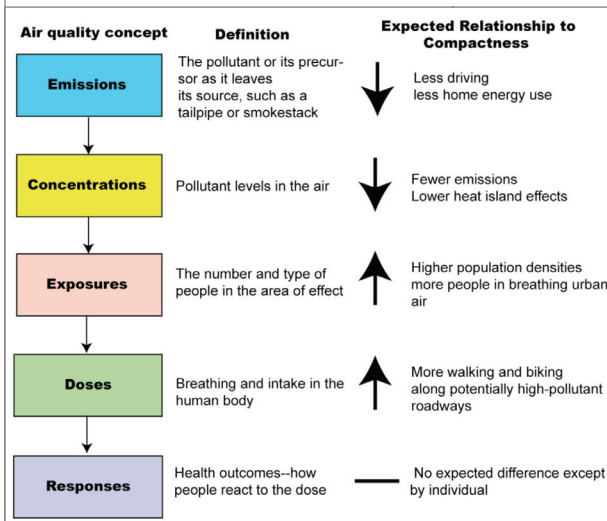 Air quality concept
Definition
Expected Relationship to
Compactness
Emissions
The pollutant or its precur-
sor as it leaves
its source, such as a
tailpipe or smokestack
Less driving
less home energy use
Concentrations
Pollutant levels in the air
Fewer emissions
Lower heat island effects
Exposures
The number and type of
people in the area of effect
Higher population densities
more people in breathing urban
air
Doses
Breathing and intake in the
human body
More walking and biking
along potentially high-pollutant
roadways
Responses
Health outcomes--how
people react to the dose
No expected difference except
by individual